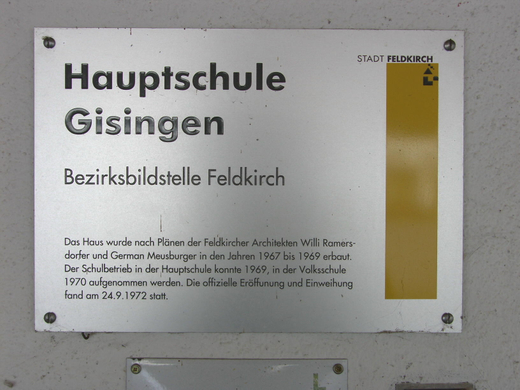 STADT FELDKIRCH
Hauptschule
Gisingen
Bezirksbildstelle Feldkirch
Das Haus wurde nach Plänen der Feldkircher Architekten Willi Ramers-
dorfer und German Meusburger in den Jahren 1967 bis 1969 erbaut.
Der Schulbetrieb in der Hauptschule konnte 1969, in der Volksschule
1970 aufgenommen werden. Die offizielle Eröffnung und Einweihung
fand am 24.9.1972 statt.